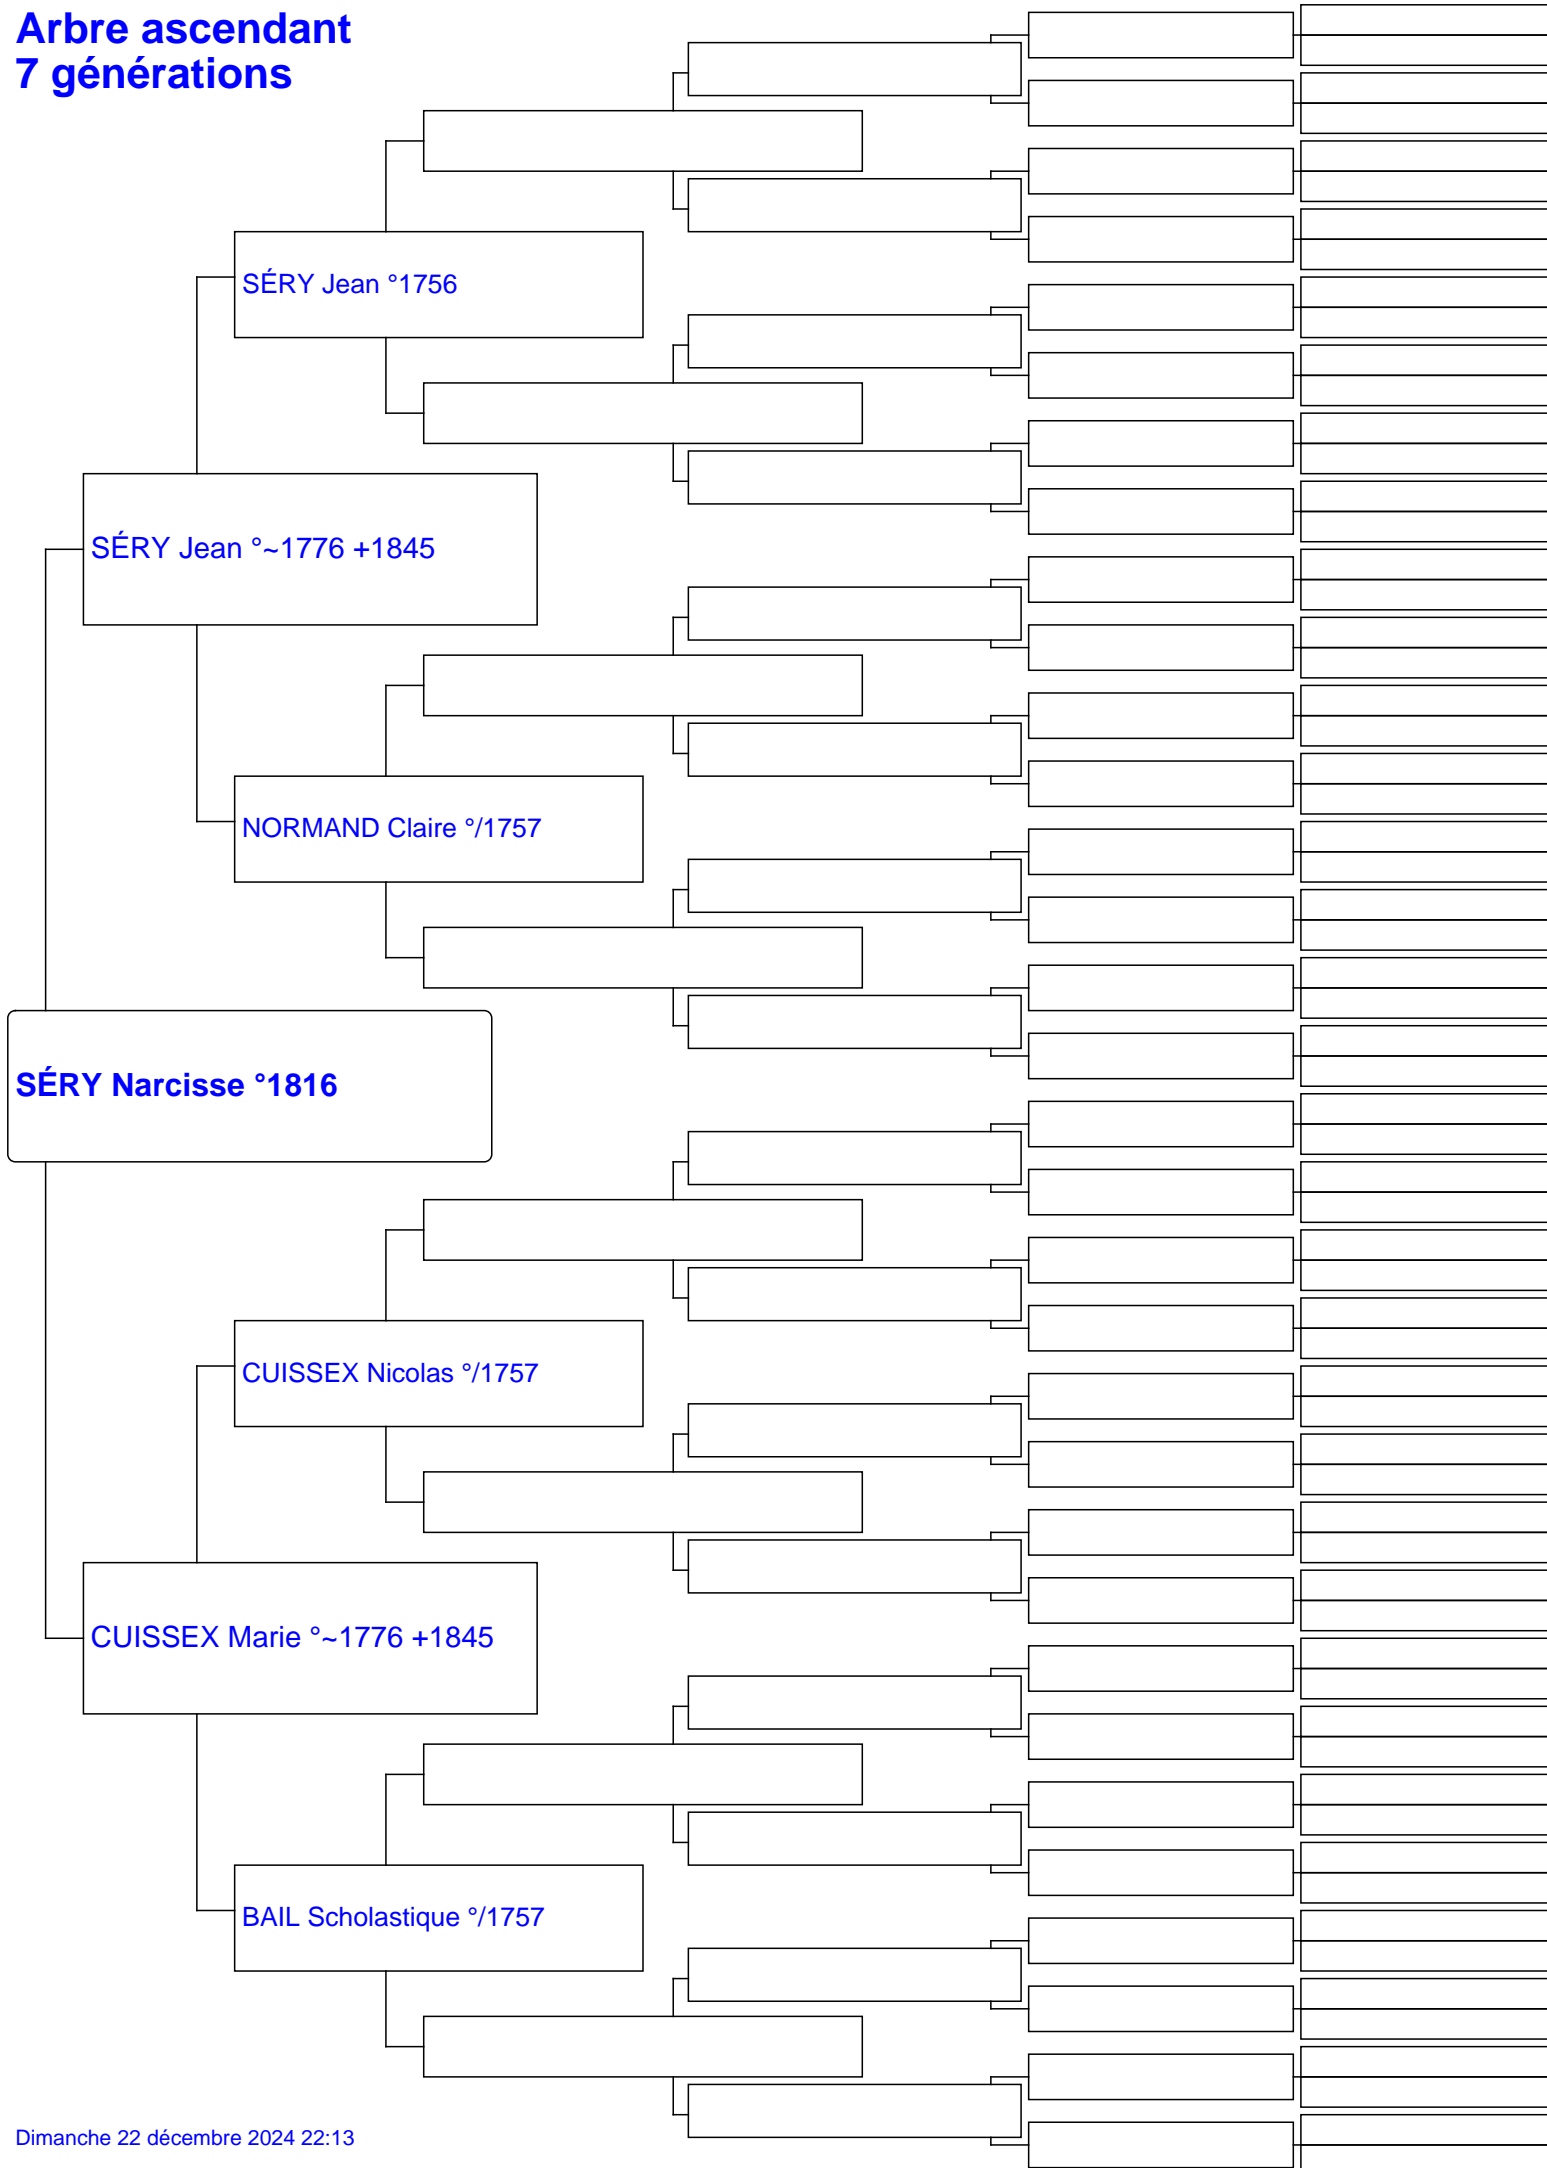 Arbre ascendant
7 générations
SÉRY Jean °1756
SÉRY Jean °~1776 +1845
NORMAND Claire °/1757
SÉRY Narcisse °1816
CUISSEX Nicolas °/1757
CUISSEX Marie °~1776 +1845
BAIL Scholastique °/1757
Dimanche 22 décembre 2024 22:13